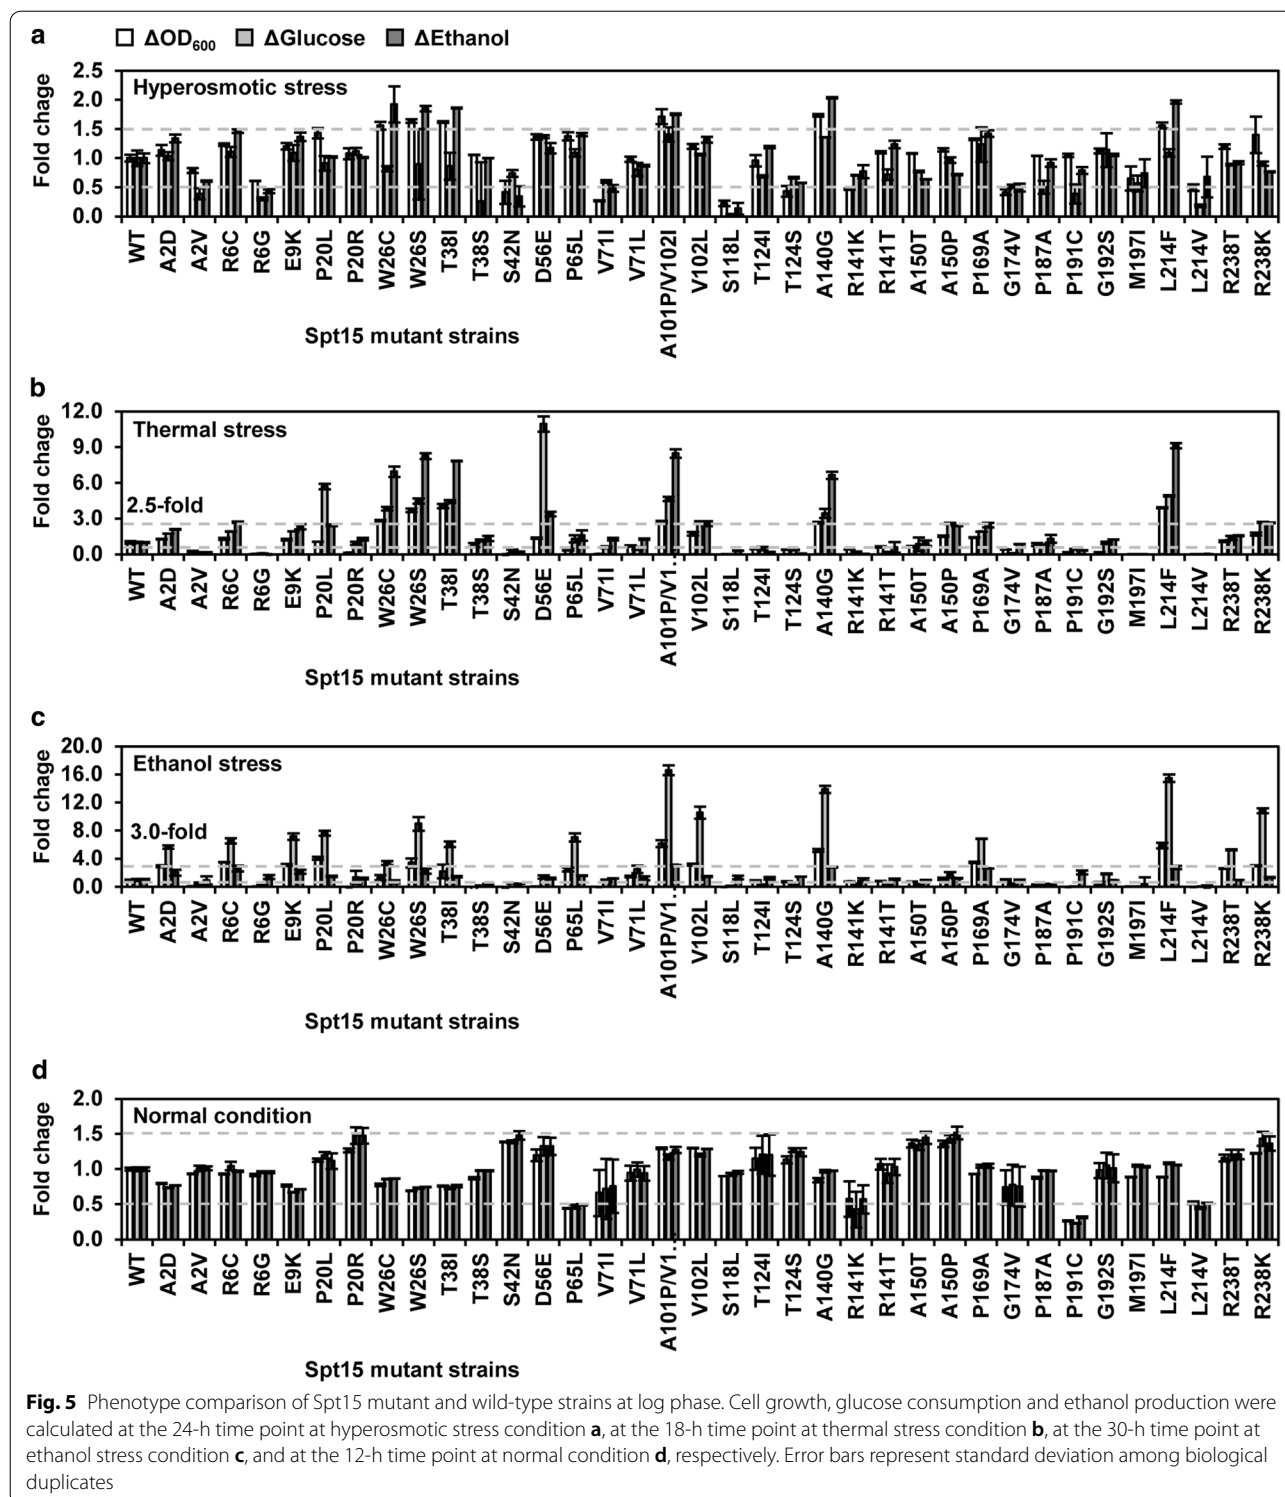 a
ΔOD600 ΔGlucose ΔEthanol
Fold chage
2.5
2.0
1.5
1.0
0.5
0.0
Hyperosmotic stress
WT A2D A2V R6C R6G E9K P20L P20R W26C W26S T38I T38S S42N D56E P65L V71I V71L A101P/V102I V102L S118L T124I T124S A140G R141K R141T A150T A150P P169A G174V P187A P191C G192S M197I L214F L214V R238T R238K
Spt15 mutant strains
b
Fold chage
12.0
9.0
6.0
3.0
0.0
Thermal stress
2.5-fold
WT A2D A2V R6C R6G E9K P20L P20R W26C W26S T38I T38S S42N D56E P65L V71I V71L A101P/V1... V102L S118L T124I T124S A140G R141K R141T A150T A150P P169A G174V P187A P191C G192S M197I L214F L214V R238T R238K
Spt15 mutant strains
c
Fold chage
20.0
16.0
12.0
8.0
4.0
0.0
Ethanol stress
3.0-fold
WT A2D A2V R6C R6G E9K P20L P20R W26C W26S T38I T38S S42N D56E P65L V71I V71L A101P/V1... V102L S118L T124I T124S A140G R141K R141T A150T A150P P169A G174V P187A P191C G192S M197I L214F L214V R238T R238K
Spt15 mutant strains
d
Fold chage
2.0
1.5
1.0
0.5
0.0
Normal condition
WT A2D A2V R6C R6G E9K P20L P20R W26C W26S T38I T38S S42N D56E P65L V71I V71L A101P/V1... V102L S118L T124I T124S A140G R141K R141T A150T A150P P169A G174V P187A P191C G192S M197I L214F L214V R238T R238K
Spt15 mutant strains
Fig. 5 Phenotype comparison of Spt15 mutant and wild-type strains at log phase. Cell growth, glucose consumption and ethanol production were
calculated at the 24-h time point at hyperosmotic stress condition a, at the 18-h time point at thermal stress condition b, at the 30-h time point at
ethanol stress condition c, and at the 12-h time point at normal condition d, respectively. Error bars represent standard deviation among biological
duplicates